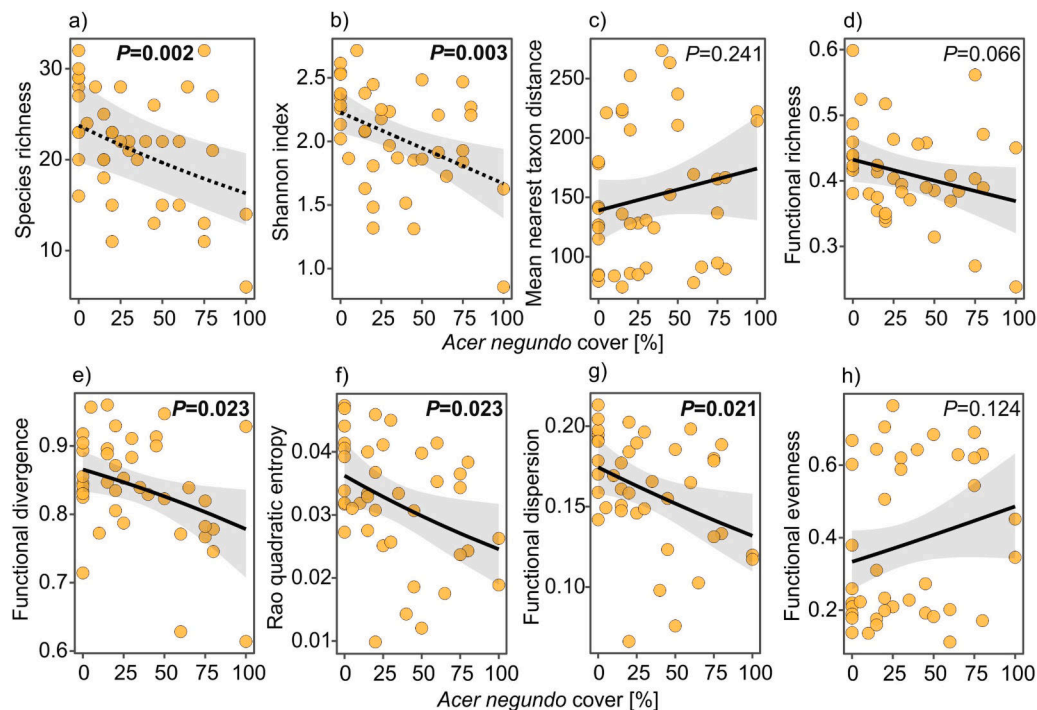 a)
b)
c)
d)
P=0.002
P=0.003
P=0.241
P=0.066
Species richness
30
20
10
0 25 50 75 100
Shannon index
2.5
2.0
1.5
1.0
0 25 50 75 100
Mean nearest taxon distance
250
200
150
100
0 25 50 75 100
Functional richness
0.6
0.5
0.4
0.3
0 25 50 75 100
Acer negundo cover [%]
e)
f)
g)
h)
P=0.023
P=0.023
P=0.021
P=0.124
Functional divergence
0.9
0.8
0.7
0.6
0 25 50 75 100
Rao quadratic entropy
0.04
0.03
0.02
0.01
0 25 50 75 100
Functional dispersion
0.20
0.15
0.10
0 25 50 75 100
Functional evenness
0.6
0.4
0.2
0 25 50 75 100
Acer negundo cover [%]